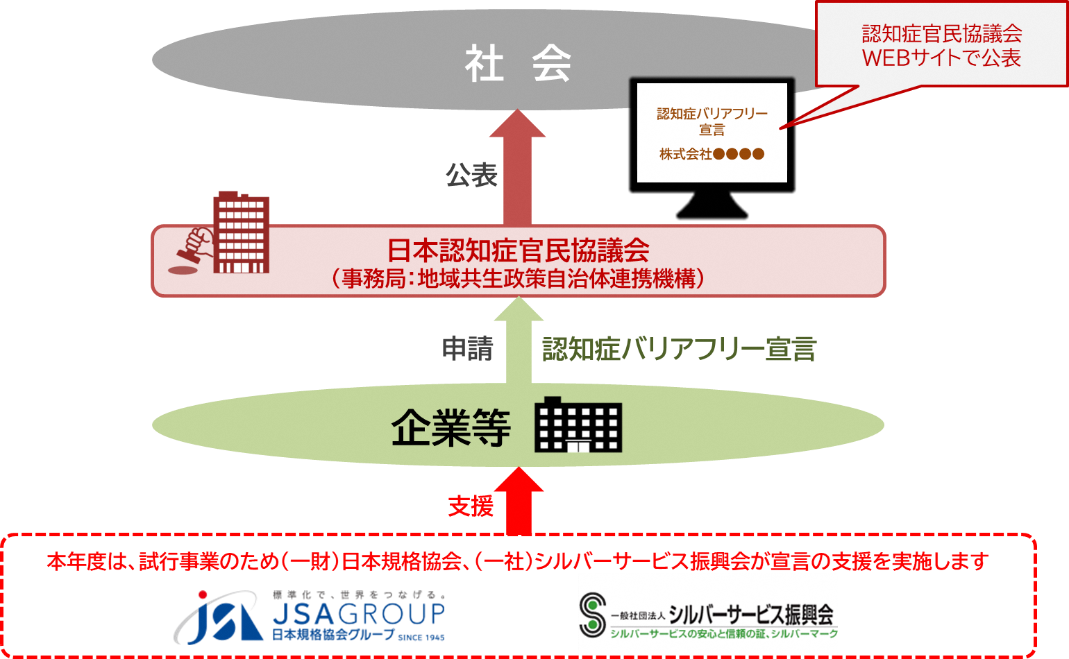 社 会
認知症官民協議会
WEBサイトで公表
認知症バリアフリー
宣言
株式会社●●●●
公表
日本認知症官民協議会
（事務局：地域共生政策自治体連携機構）
申請
認知症バリアフリー宣言
企業等
支援
本年度は、試行事業のため（一財）日本規格協会、（一社）シルバーサービス振興会が宣言の支援を実施します
標準化で、世界をつなげる。
JSA GROUP
日本規格協会グループ SINCE 1945
一般社団法人 シルバーサービス振興会
シルバーサービスの安心と信頼の証、シルバーマーク